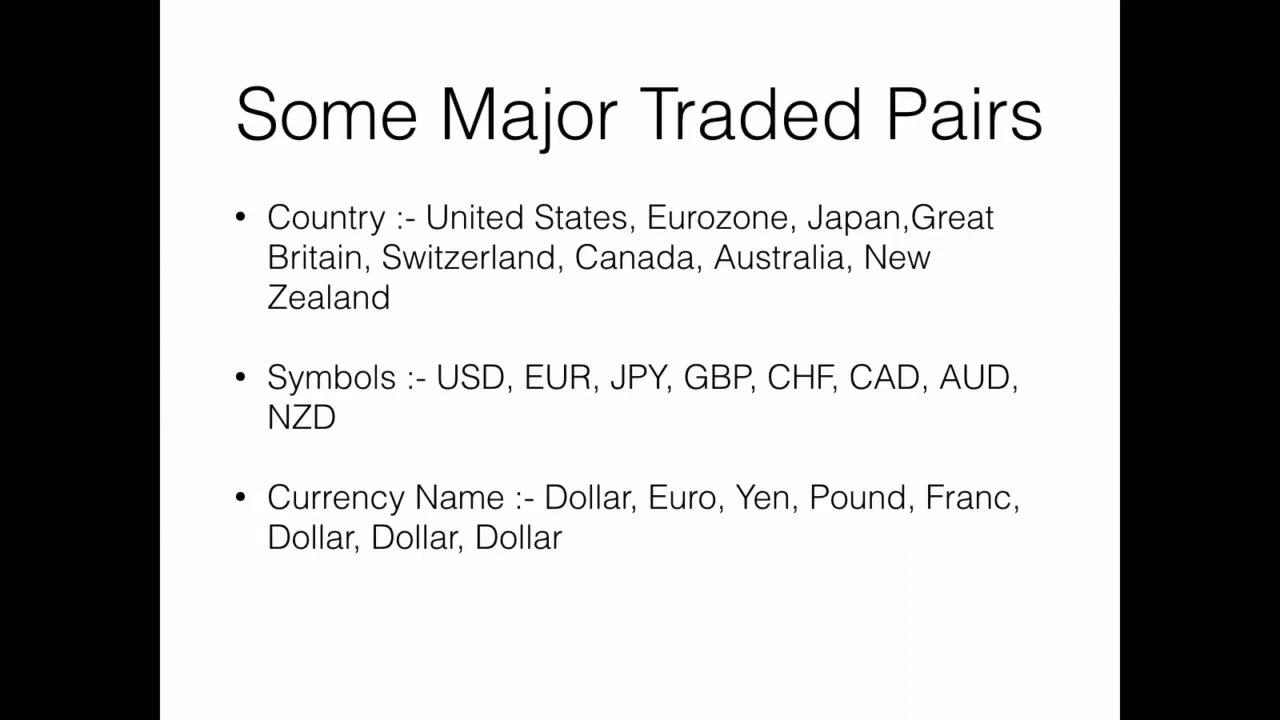 Some Major Traded Pairs
• Country :- United States, Eurozone, Japan,Great
Britain, Switzerland, Canada, Australia, New
Zealand
• Symbols :- USD, EUR, JPY, GBP, CHF, CAD, AUD,
NZD
• Currency Name :- Dollar, Euro, Yen, Pound, Franc,
Dollar, Dollar, Dollar